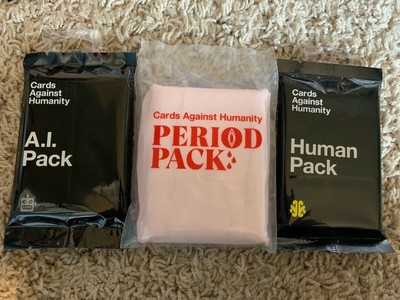 Cards
Against
Humanity
A.I.
Pack
Cards Against Humanity
PERIOD
PACK
Cards
Against
Humanity
Human
Pack